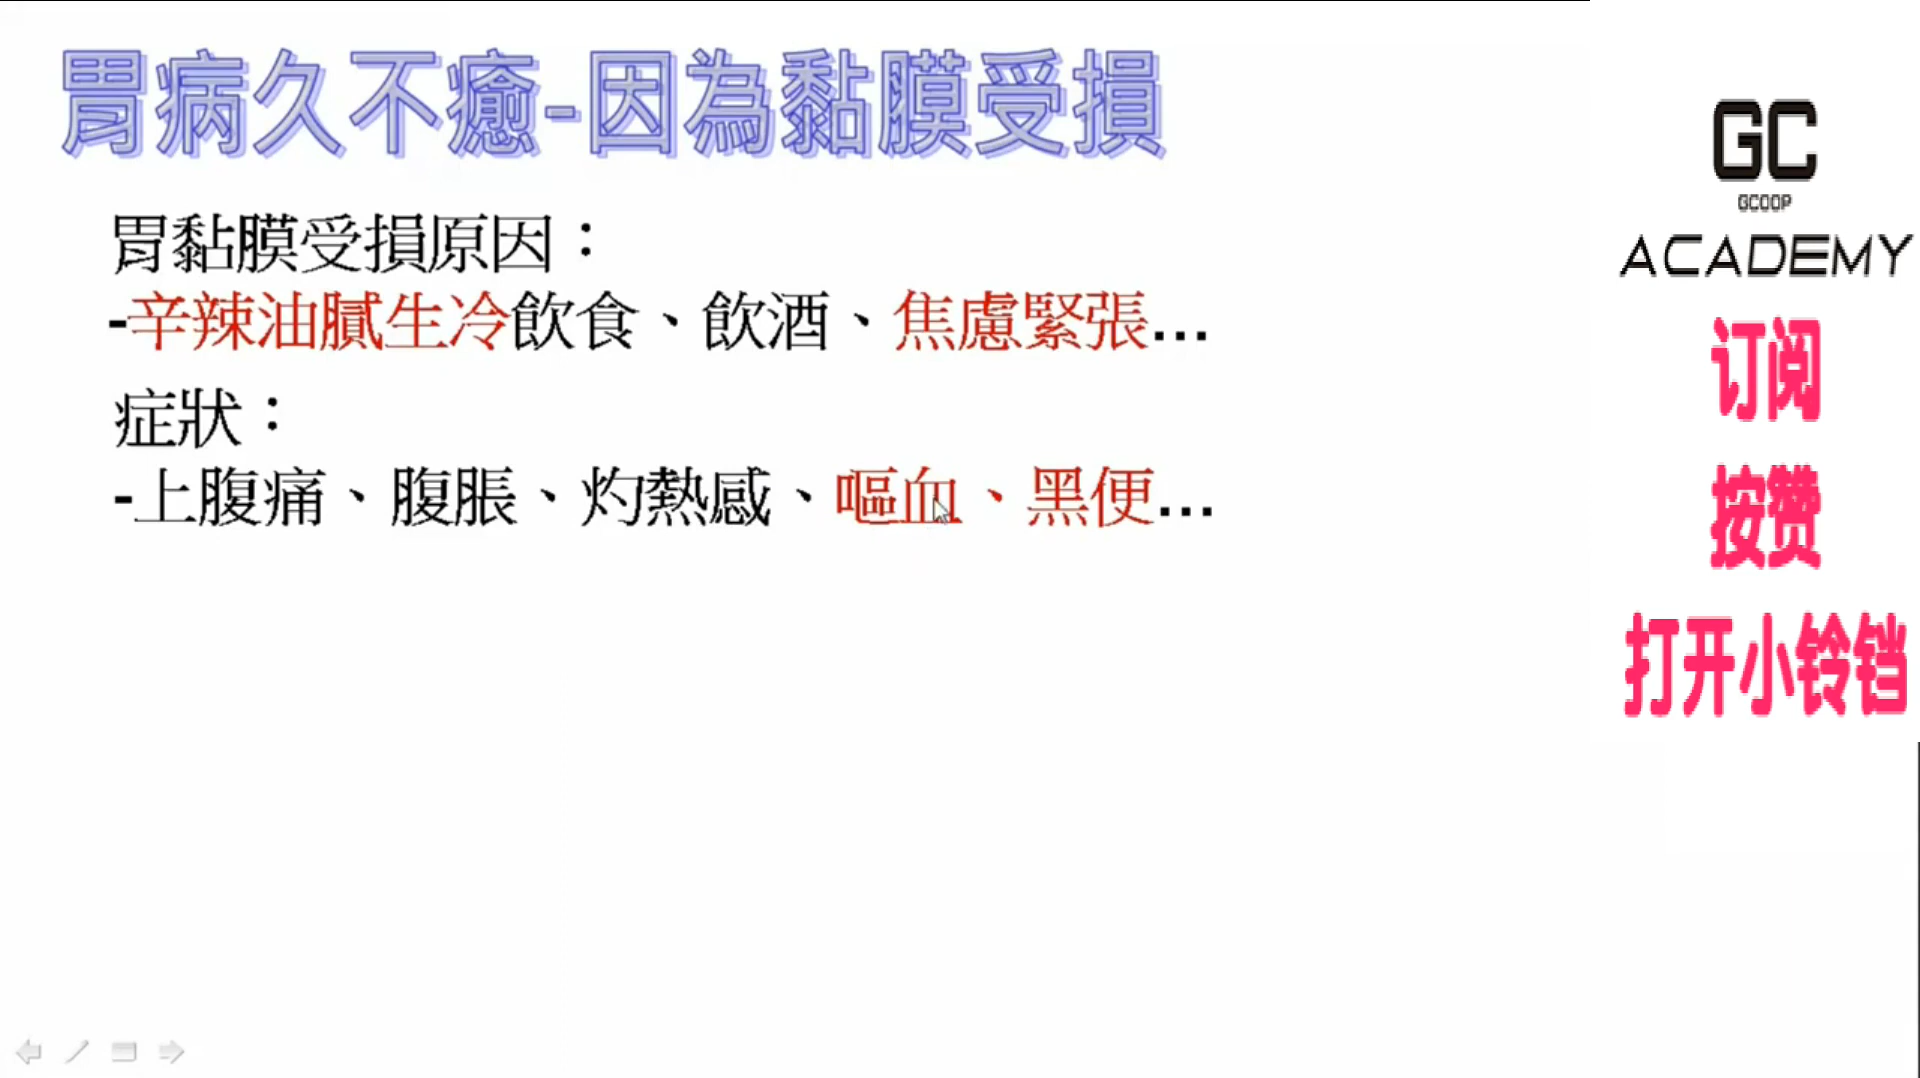 胃病久不癒-因為黏膜受損
胃黏膜受損原因：
-辛辣油膩生冷飲食、飲酒、焦慮緊張...
症狀：
-上腹痛、腹脹、灼熱感、嘔血、黑便...
GC
GCOOP
ACADEMY
订阅
按赞
打开小铃铛